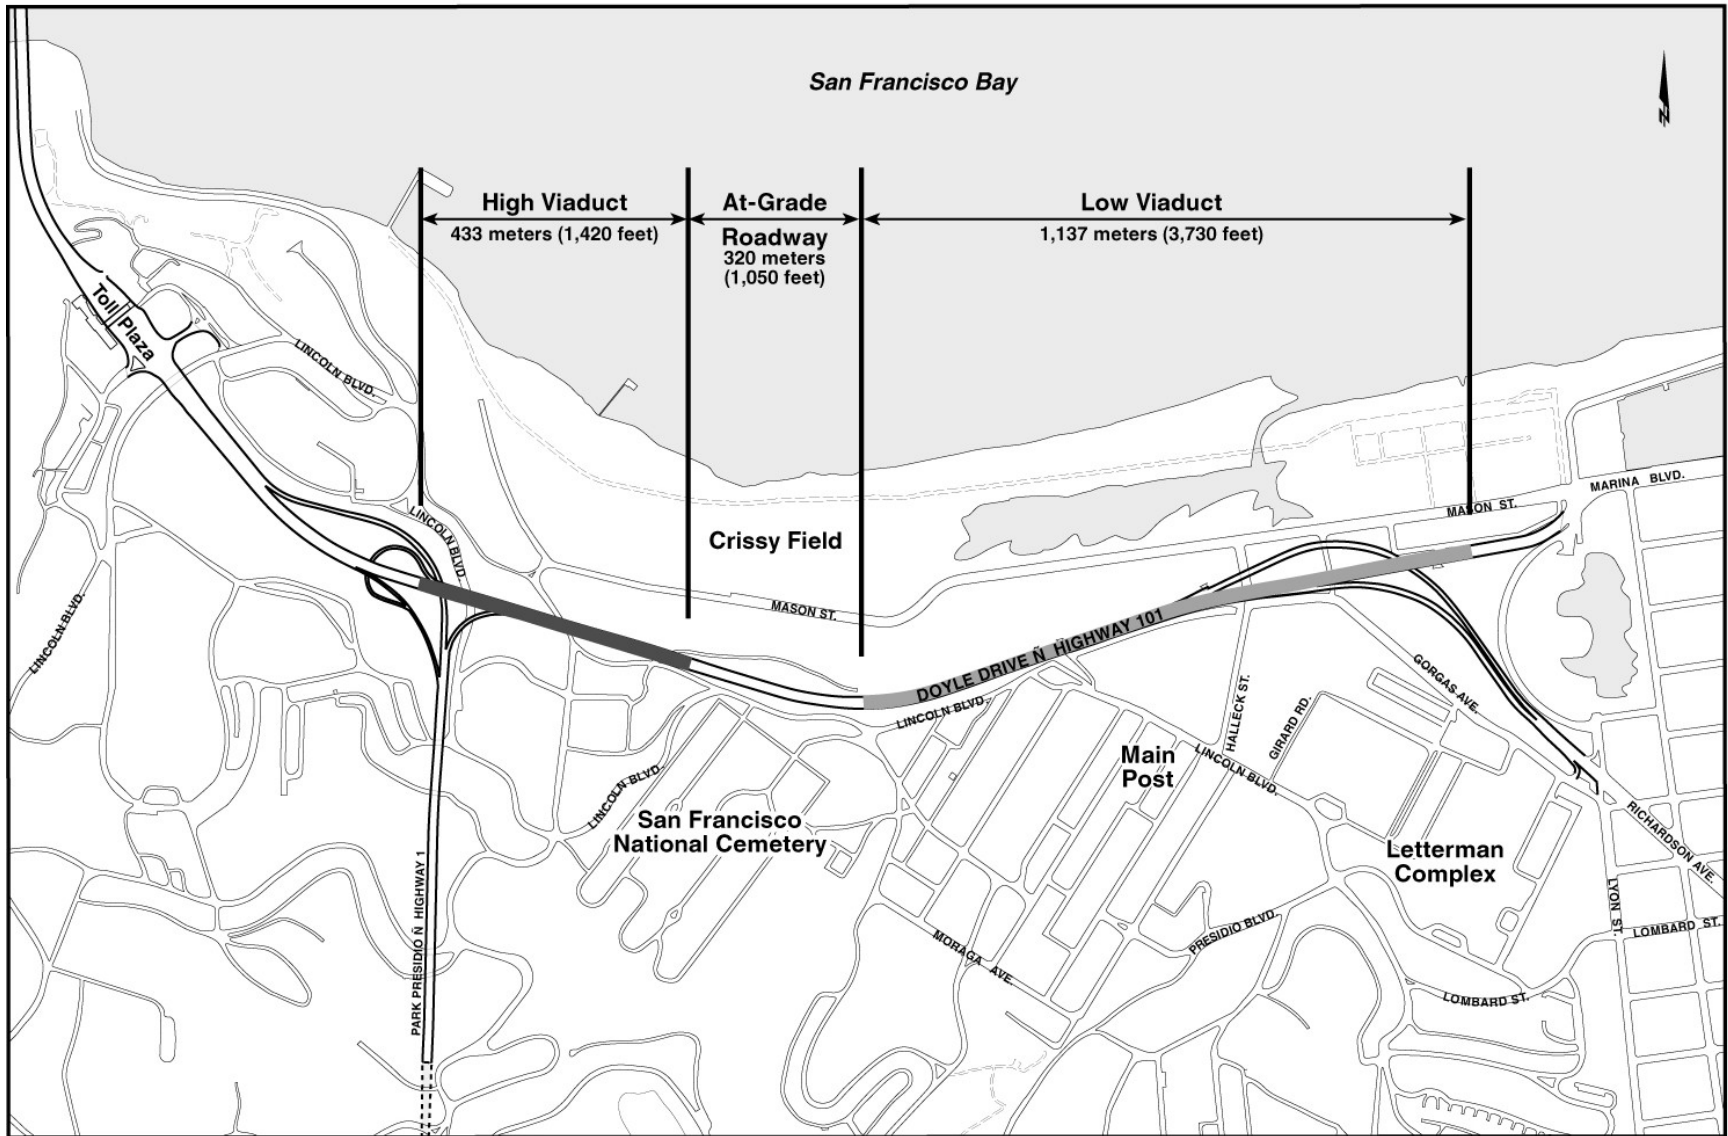 San Francisco Bay
N
High Viaduct
433 meters (1,420 feet)
At-Grade
Roadway
320 meters
(1,050 feet)
Low Viaduct
1,137 meters (3,730 feet)
Toll
Plaza
LINCOLN BLVD.
LINCOLN BLVD.
LINCOLN BLVD.
MARINA BLVD.
MASON ST.
Crissy Field
MASON ST.
DOYLE DRIVE Ñ HIGHWAY 101
LINCOLN BLVD.
GORGAS AVE.
HALLECK ST.
GIRARD RD.
LINCOLN BLVD.
Main
Post
LINCOLN BLVD.
San Francisco
National Cemetery
Letterman
Complex
RICHARDSON AVE.
PARK PRESIDIO Ñ HIGHWAY 1
LYON ST.
LOMBARD ST.
PRESIDIO BLVD.
MORAGA AVE.
LOMBARD ST.